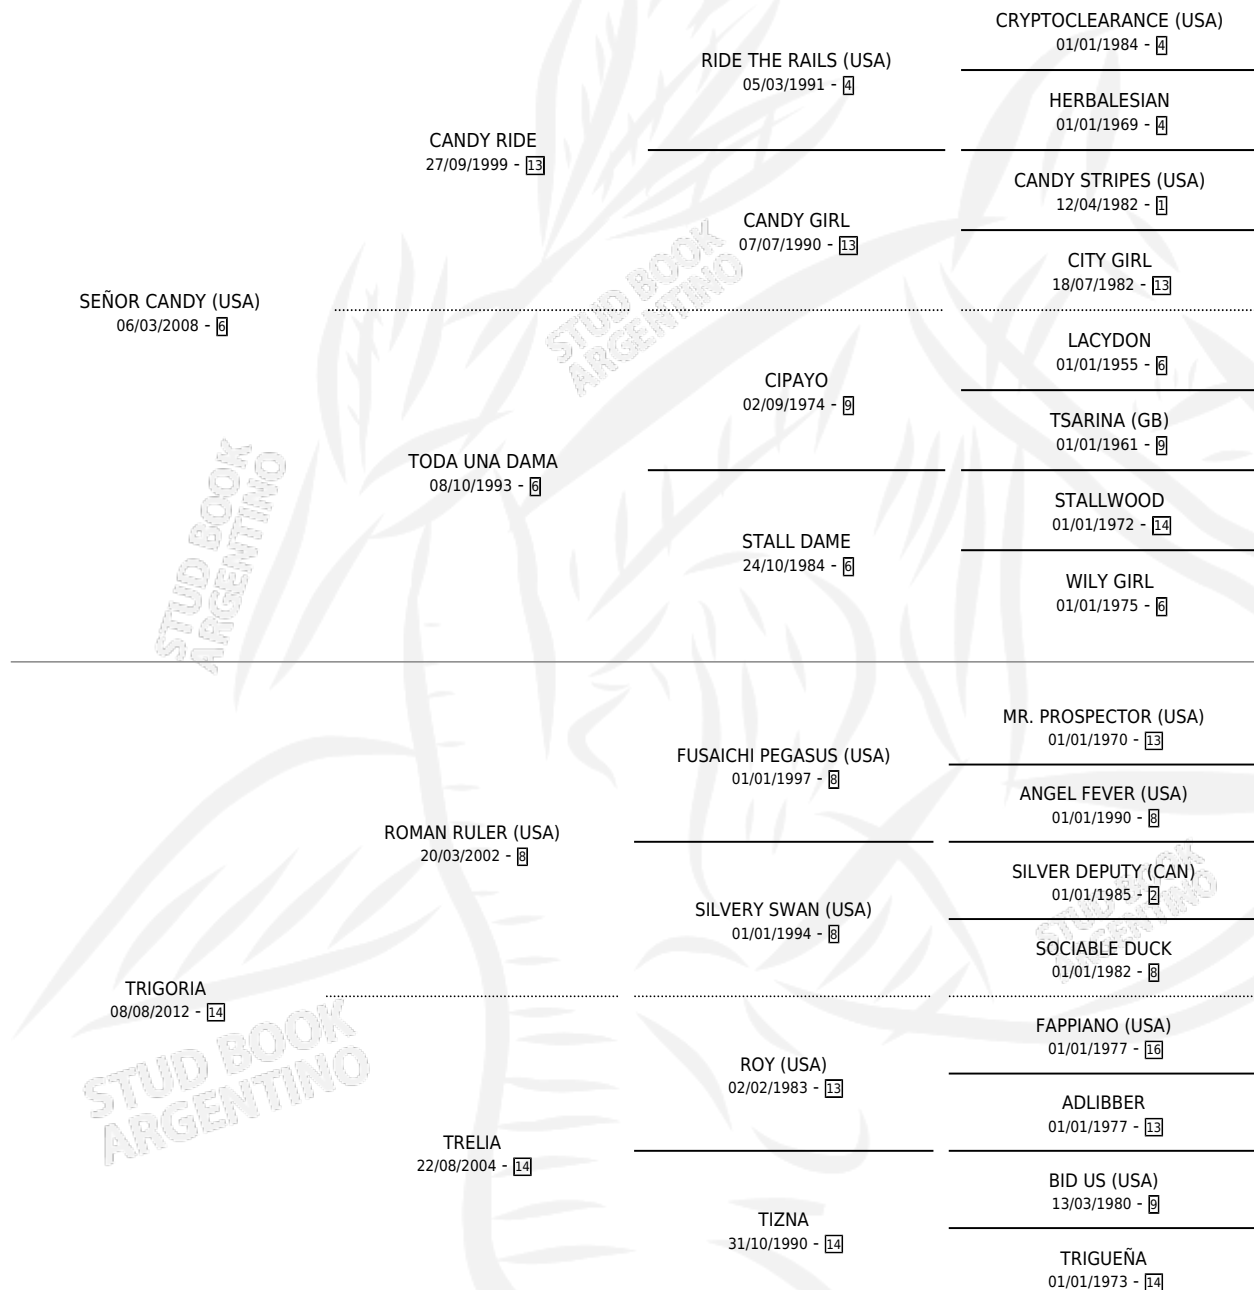 CRYPTOCLEARANCE (USA)
01/01/1984 - 4
RIDE THE RAILS (USA)
05/03/1991 - 4
HERBALESIAN
01/01/1969 - 4
CANDY RIDE
27/09/1999 - 13
CANDY STRIPES (USA)
12/04/1982 - 1
CANDY GIRL
07/07/1990 - 13
CITY GIRL
18/07/1982 - 13
SEÑOR CANDY (USA)
06/03/2008 - 6
LACYDON
01/01/1955 - 6
CIPAYO
02/09/1974 - 9
TSARINA (GB)
01/01/1961 - 9
TODA UNA DAMA
08/10/1993 - 6
STALLWOOD
01/01/1972 - 14
STALL DAME
24/10/1984 - 6
WILY GIRL
01/01/1975 - 6
STUD BOOK
ARGENTINO
STUD BOOK
ARGENTINO
MR. PROSPECTOR (USA)
01/01/1970 - 13
FUSAICHI PEGASUS (USA)
01/01/1997 - 8
ANGEL FEVER (USA)
01/01/1990 - 8
ROMAN RULER (USA)
20/03/2002 - 8
SILVER DEPUTY (CAN)
01/01/1985 - 2
SILVERY SWAN (USA)
01/01/1994 - 8
SOCIABLE DUCK
01/01/1982 - 8
TRIGORIA
08/08/2012 - 14
FAPPIANO (USA)
01/01/1977 - 16
ROY (USA)
02/02/1983 - 13
ADLIBBER
01/01/1977 - 13
TRELIA
22/08/2004 - 14
BID US (USA)
13/03/1980 - 9
TIZNA
31/10/1990 - 14
TRIGUEÑA
01/01/1973 - 14
STUD BOOK
ARGENTINO
STUD BOOK
ARGENTINO